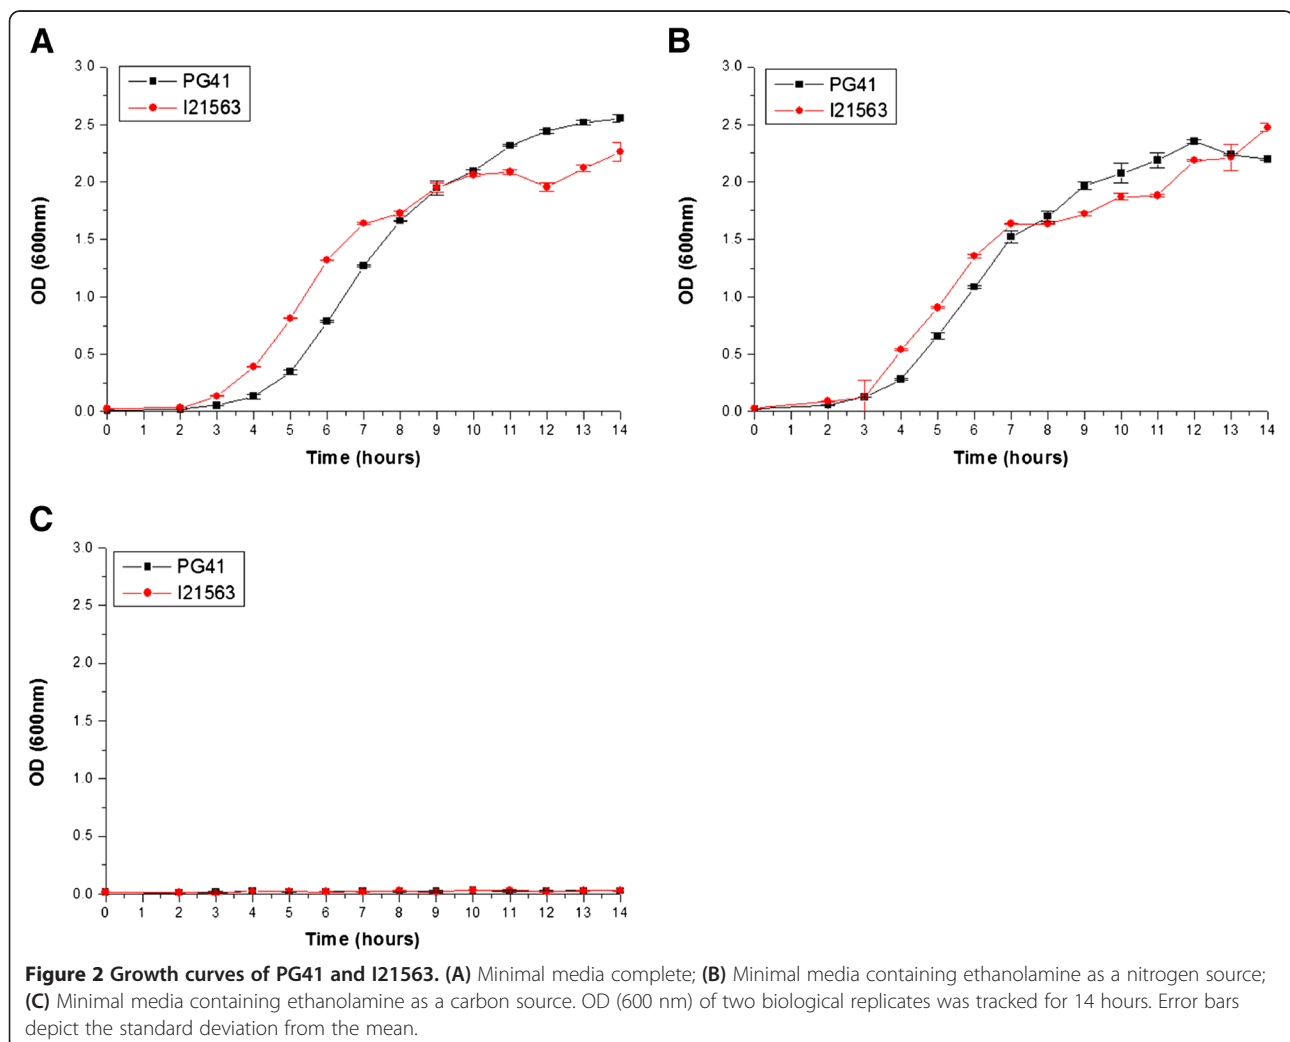 A
3.0
2.5
2.0
1.5
1.0
0.5
0.0
OD (600nm)
PG41
I21563
0 1 2 3 4 5 6 7 8 9 10 11 12 13 14
Time (hours)
B
3.0
2.5
2.0
1.5
1.0
0.5
0.0
OD (600nm)
PG41
I21563
0 1 2 3 4 5 6 7 8 9 10 11 12 13 14
Time (hours)
C
3.0
2.5
2.0
1.5
1.0
0.5
0.0
OD (600nm)
PG41
I21563
0 1 2 3 4 5 6 7 8 9 10 11 12 13 14
Time (hours)
Figure 2 Growth curves of PG41 and I21563. (A) Minimal media complete; (B) Minimal media containing ethanolamine as a nitrogen source;
(C) Minimal media containing ethanolamine as a carbon source. OD (600 nm) of two biological replicates was tracked for 14 hours. Error bars
depict the standard deviation from the mean.